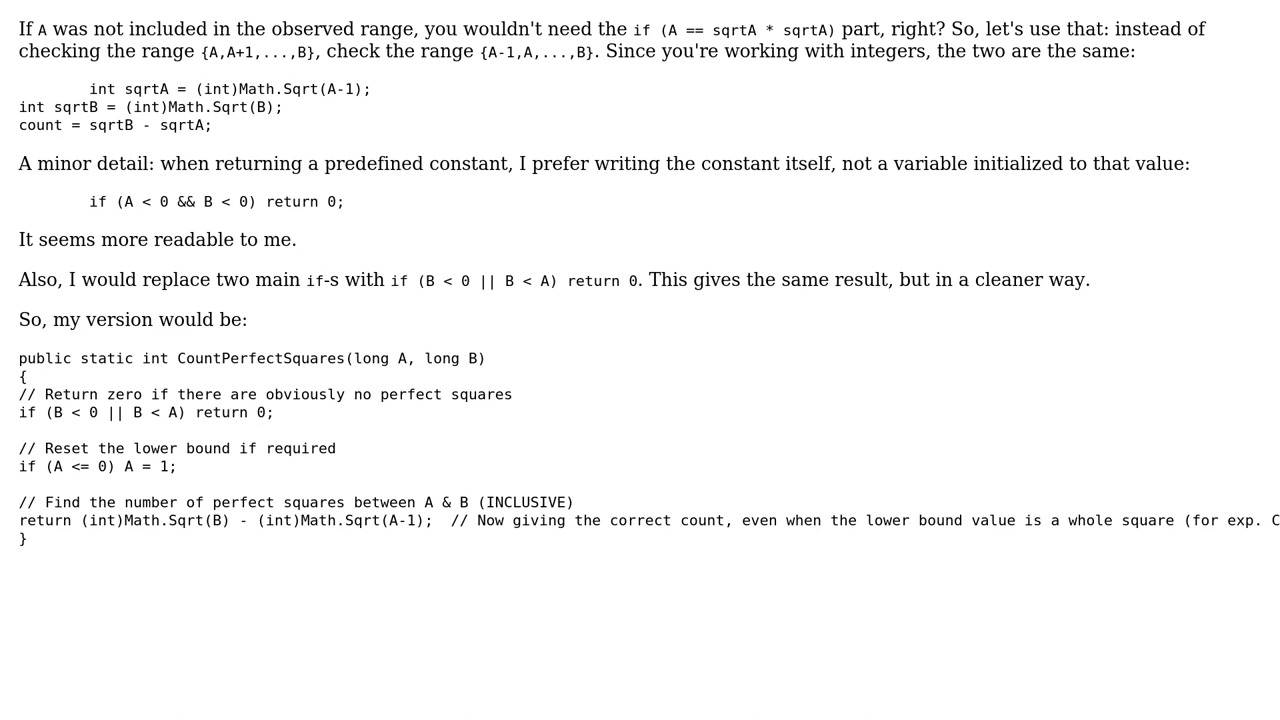 If A was not included in the observed range, you wouldn't need the if (A == sqrtA * sqrtA) part, right? So, let's use that: instead of
checking the range {A,A+1,...,B}, check the range {A-1,A,...,B}. Since you're working with integers, the two are the same:
int sqrtA = (int)Math.Sqrt(A-1);
int sqrtB = (int)Math.Sqrt(B);
count = sqrtB - sqrtA;
A minor detail: when returning a predefined constant, I prefer writing the constant itself, not a variable initialized to that value:
if (A < 0 && B < 0) return 0;
It seems more readable to me.
Also, I would replace two main if-s with if (B < 0 || B < A) return 0. This gives the same result, but in a cleaner way.
So, my version would be:
public static int CountPerfectSquares(long A, long B)
{
// Return zero if there are obviously no perfect squares
if (B < 0 || B < A) return 0;
// Reset the lower bound if required
if (A <= 0) A = 1;
// Find the number of perfect squares between A & B (INCLUSIVE)
return (int)Math.Sqrt(B) - (int)Math.Sqrt(A-1);  // Now giving the correct count, even when the lower bound value is a whole square (for exp. C
}